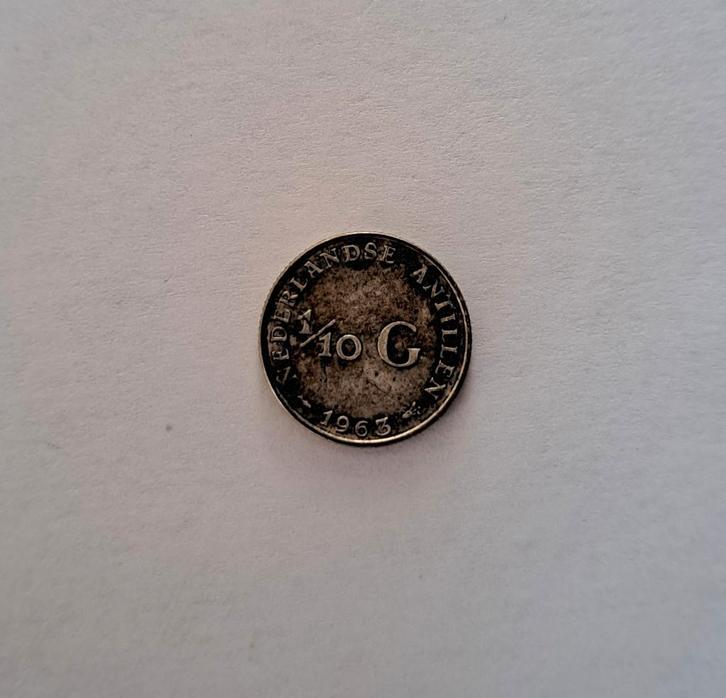 NEDERLANDSE ANTILLEN
1/10 G
1963